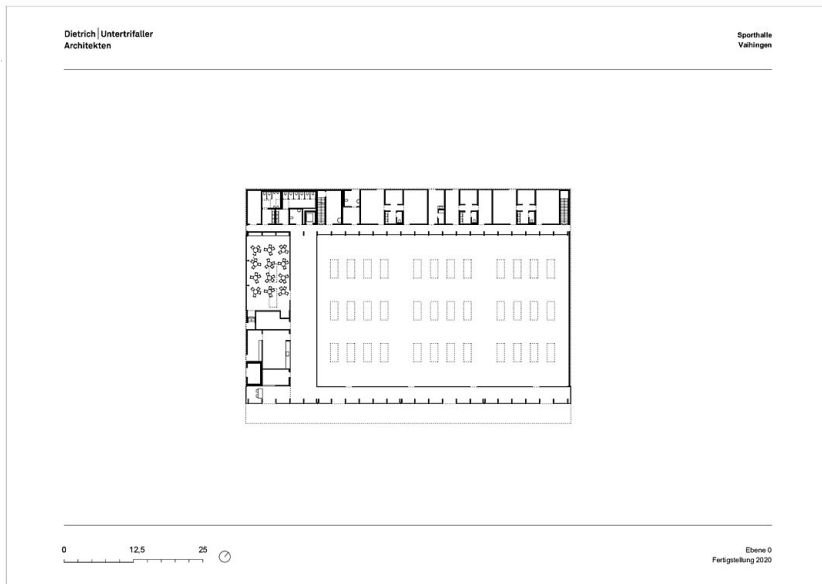 Dietrich | Untertrifaller
Architekten
Sporthalle
Vaihingen
0 12,5 25
Ebene 0
Fertigstellung 2020